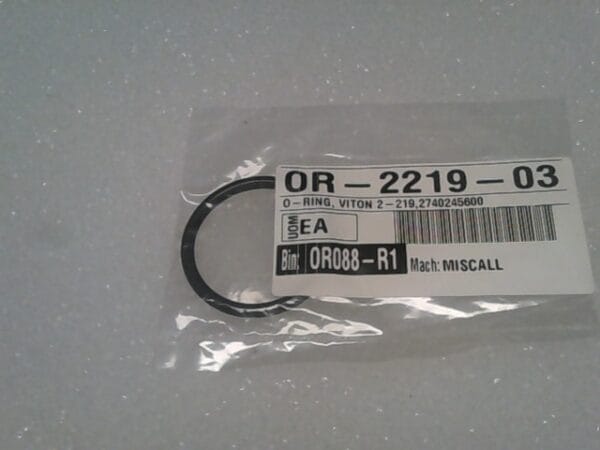 OR-2219-03
O-RING, VITON 2-219,2740245600
UOM EA
Bin: OR088-R1 Mach: MISCALL